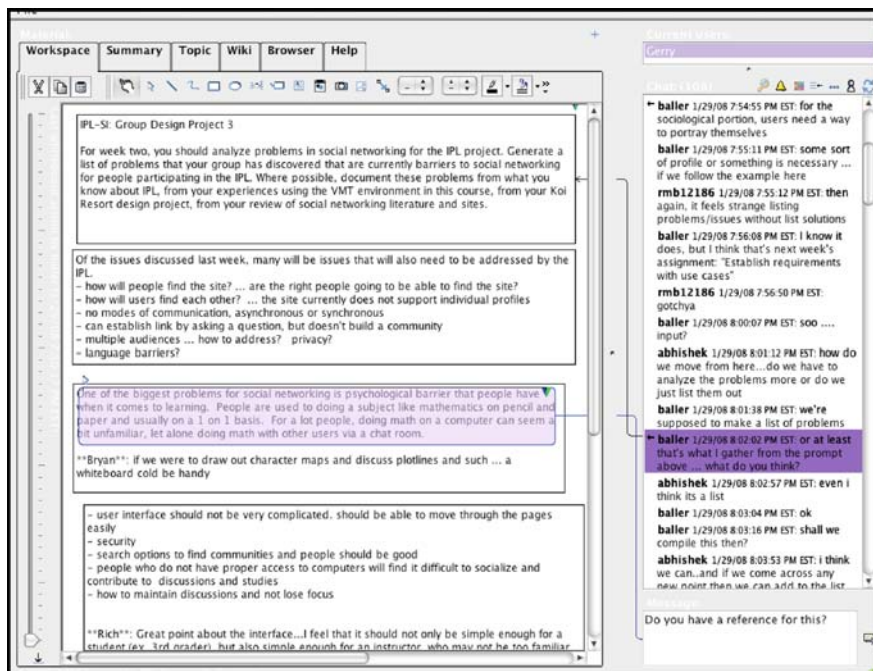 File
Material
Workspace
Summary
Topic
Wiki
Browser
Help
IPL-SI: Group Design Project 3
For week two, you should analyze problems in social networking for the IPL project. Generate a
list of problems that your group has discovered that are currently barriers to social networking
for people participating in the IPL. Where possible, document these problems from what you
know about IPL, from your experiences using the VMT environment in this course, from your Koi
Resort design project, from your review of social networking literature and sites.
Of the issues discussed last week, many will be issues that will also need to be addressed by the
IPL.
- how will people find the site? ... are the right people going to be able to find the site?
- how will users find each other? ... the site currently does not support individual profiles
- no modes of communication, asynchronous or synchronous
- can establish link by asking a question, but doesn't build a community
- multiple audiences ... how to address? privacy?
- language barriers?
One of the biggest problems for social networking is psychological barrier that people have
when it comes to learning. People are used to doing a subject like mathematics on pencil and
paper and usually on a 1 on 1 basis. For a lot people, doing math on a computer can seem a
bit unfamiliar, let alone doing math with other users via a chat room.
**Bryan**: if we were to draw out character maps and discuss plotlines and such ... a
whiteboard cold be handy
- user interface should not be very complicated. should be able to move through the pages
easily
- security
- search options to find communities and people should be good
- people who do not have proper access to computers will find it difficult to socialize and
contribute to discussions and studies
- how to maintain discussions and not lose focus
**Rich**: Great point about the interface...I feel that it should not only be simple enough for a
student (ex. 3rd grader), but also simple enough for an instructor, who may not be too familiar
Current users
Gerry
baller 1/29/08 7:54:55 PM EST: for the
sociological portion, users need a way
to portray themselves
baller 1/29/08 7:55:11 PM EST: some sort
of profile or something is necessary ...
if we follow the example here
rmb12186 1/29/08 7:55:12 PM EST: then
again, it feels strange listing
problems/issues without list solutions
baller 1/29/08 7:56:08 PM EST: I know it
does, but I think that's next week's
assignment: "Establish requirements
with use cases"
rmb12186 1/29/08 7:56:50 PM EST:
gotchya
baller 1/29/08 8:00:07 PM EST: soo ....
input?
abhishek 1/29/08 8:01:12 PM EST: how do
we move from here...do we have to
analyze the problems more or do we
just list them out
baller 1/29/08 8:01:38 PM EST: we're
supposed to make a list of problems
baller 1/29/08 8:02:02 PM EST: or at least
that's what I gather from the prompt
above ... what do you think?
abhishek 1/29/08 8:02:57 PM EST: even i
think its a list
baller 1/29/08 8:03:04 PM EST: ok
baller 1/29/08 8:03:16 PM EST: shall we
compile this then?
abhishek 1/29/08 8:03:53 PM EST: i think
we can..and if we come across any
new point then we can add to the list
Message
Do you have a reference for this?